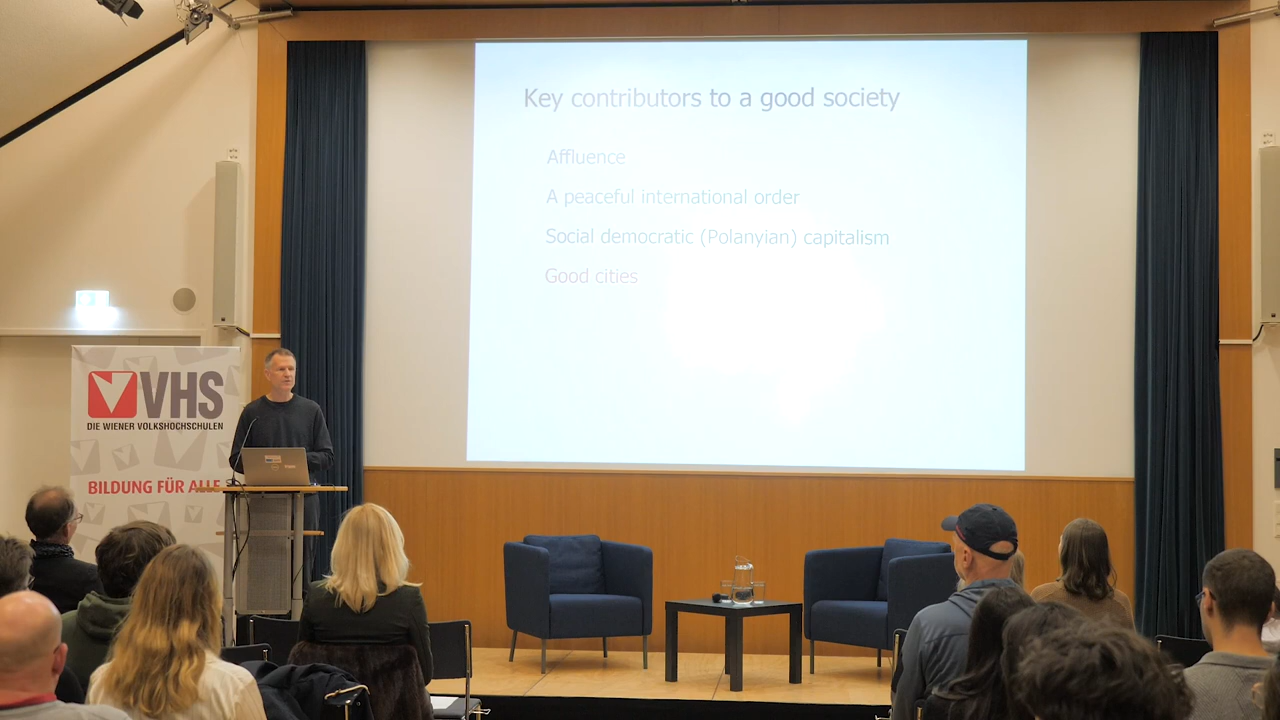 Key contributors to a good society
Affluence
A peaceful international order
Social democratic (Polanyian) capitalism
Good cities
VHS
DIE WIENER VOLKSHOCHSCHULEN
BILDUNG FÜR ALLE